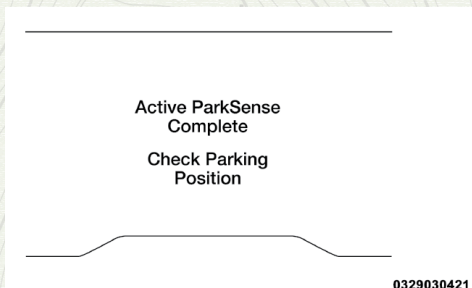 Active ParkSense
Complete
Check Parking
Position
0329030421